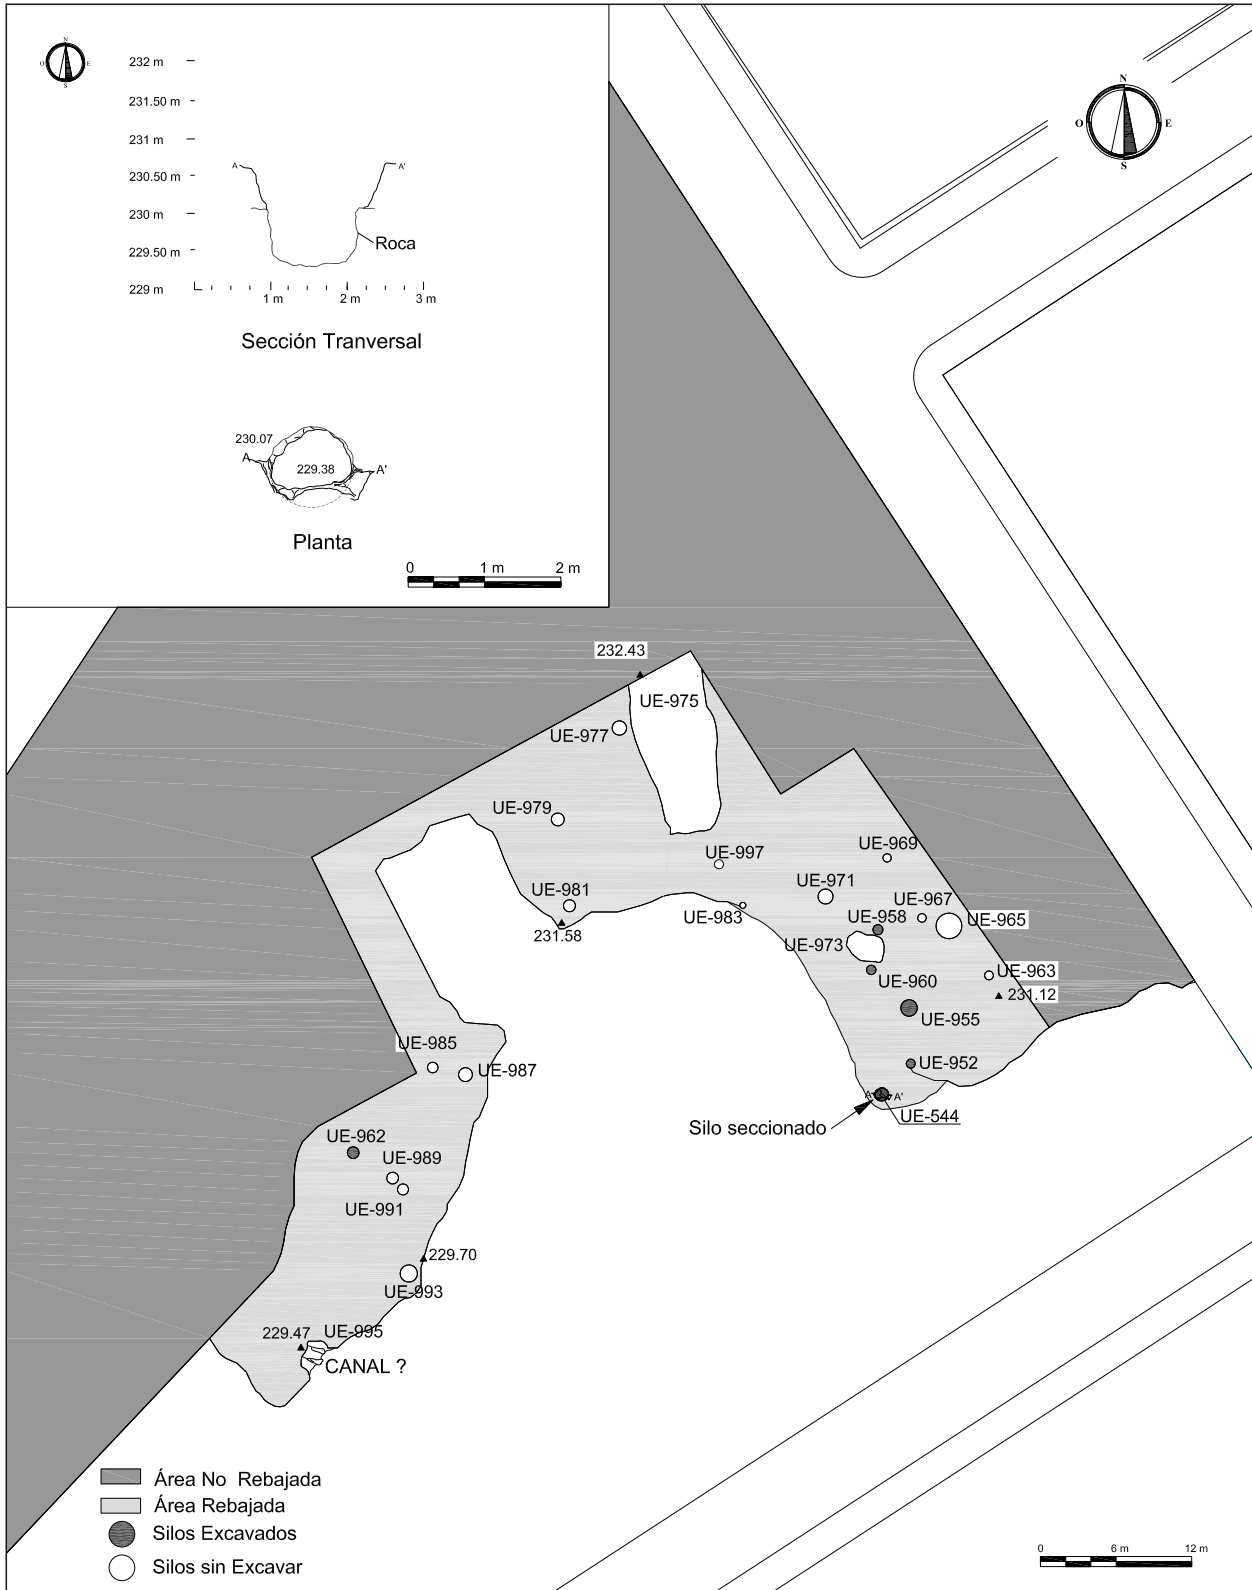 N
O
E
S
232 m
231.50 m
231 m
230.50 m
230 m
229.50 m
229 m
A
A'
Roca
1 m
2 m
3 m
Sección Tranversal
230.07
A
229.38
A'
Planta
0
1 m
2 m
N
O
E
S
232.43
UE-975
UE-977
UE-979
UE-997
UE-969
UE-981
UE-971
UE-967
UE-983
UE-958
UE-965
231.58
UE-973
UE-960
UE-963
231.12
UE-955
UE-985
UE-987
UE-952
A
A'
UE-544
Silo seccionado
UE-962
UE-989
UE-991
229.70
UE-993
229.47
UE-995
CANAL ?
Área No Rebajada
Área Rebajada
Silos Excavados
Silos sin Excavar
0
6 m
12 m